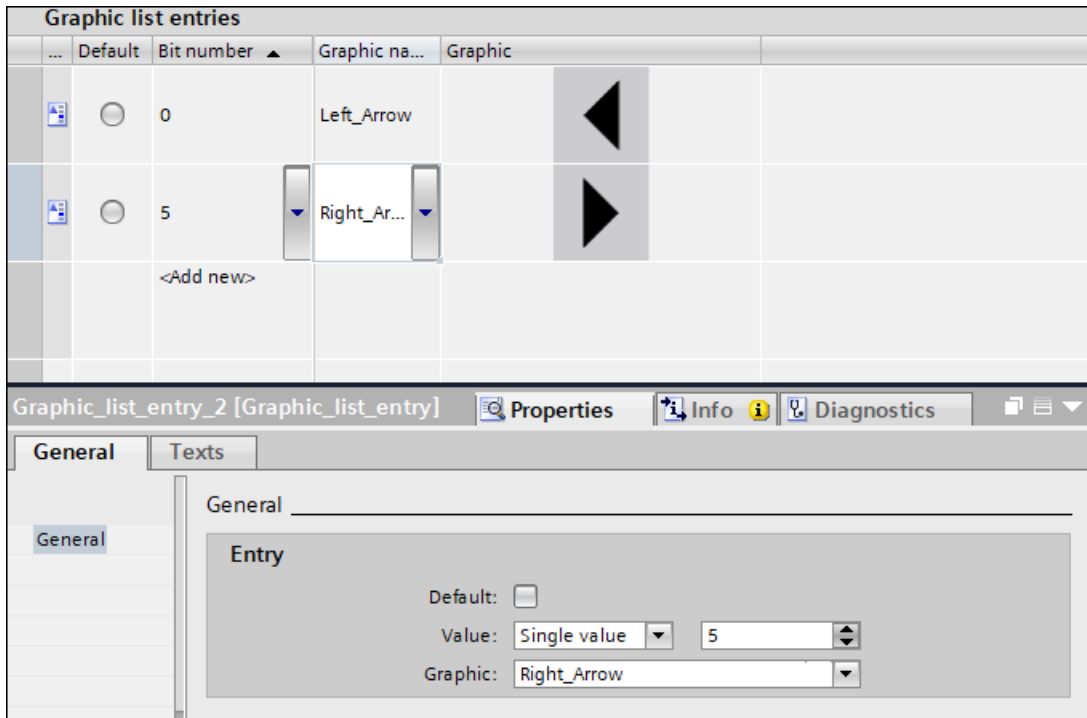 Graphic list entries
... Default Bit number Graphic na... Graphic
0 Left_Arrow
5 Right_Ar...
<Add new>
Graphic_list_entry_2 [Graphic_list_entry] Properties Info Diagnostics
General Texts
General
General
Entry
Default:
Value: Single value 5
Graphic: Right_Arrow